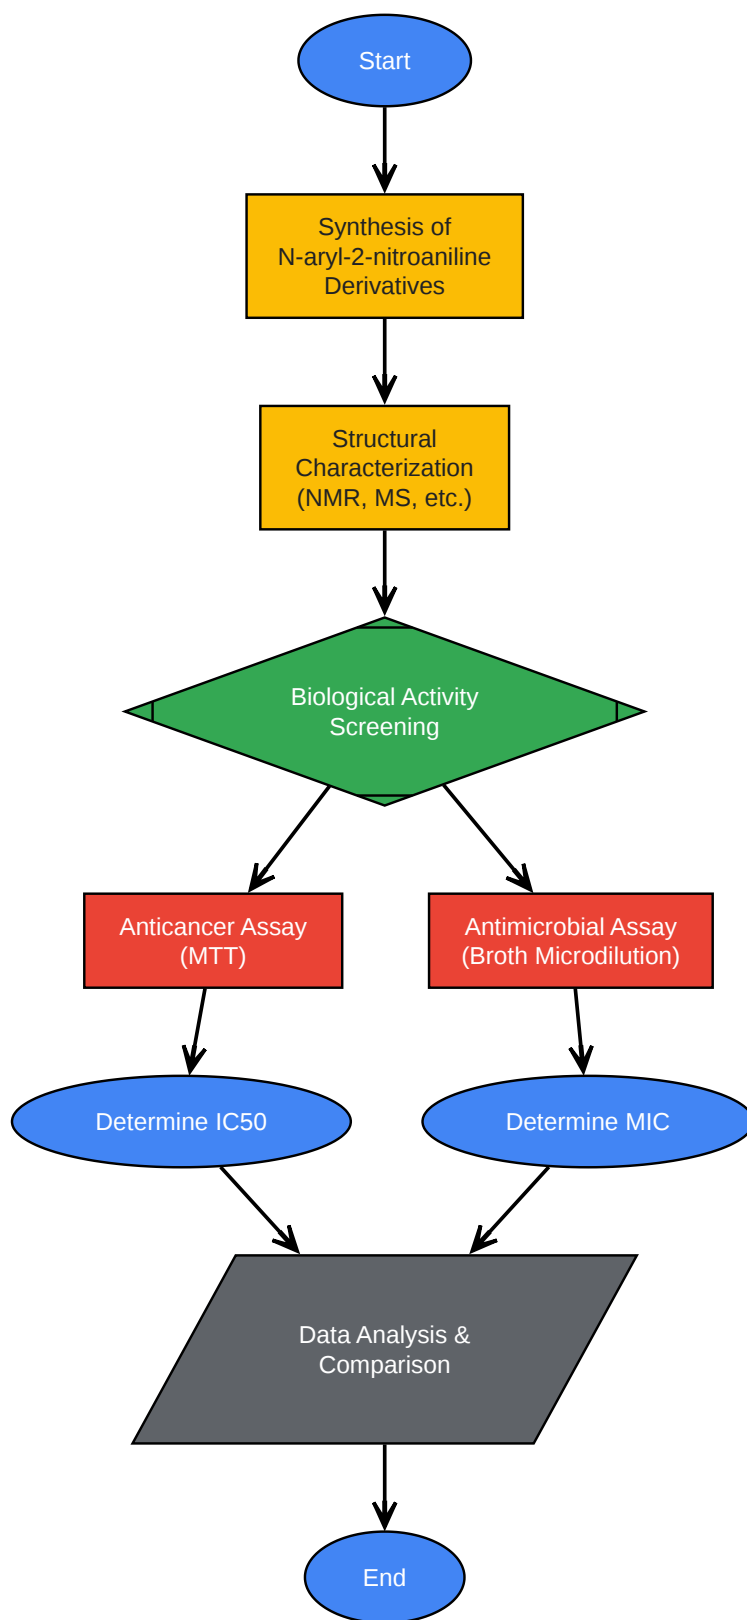 Start
Synthesis of
N-aryl-2-nitroaniline
Derivatives
Structural
Characterization
(NMR, MS, etc.)
Biological Activity
Screening
Anticancer Assay
(MTT)
Antimicrobial Assay
(Broth Microdilution)
Determine IC50
Determine MIC
Data Analysis &
Comparison
End